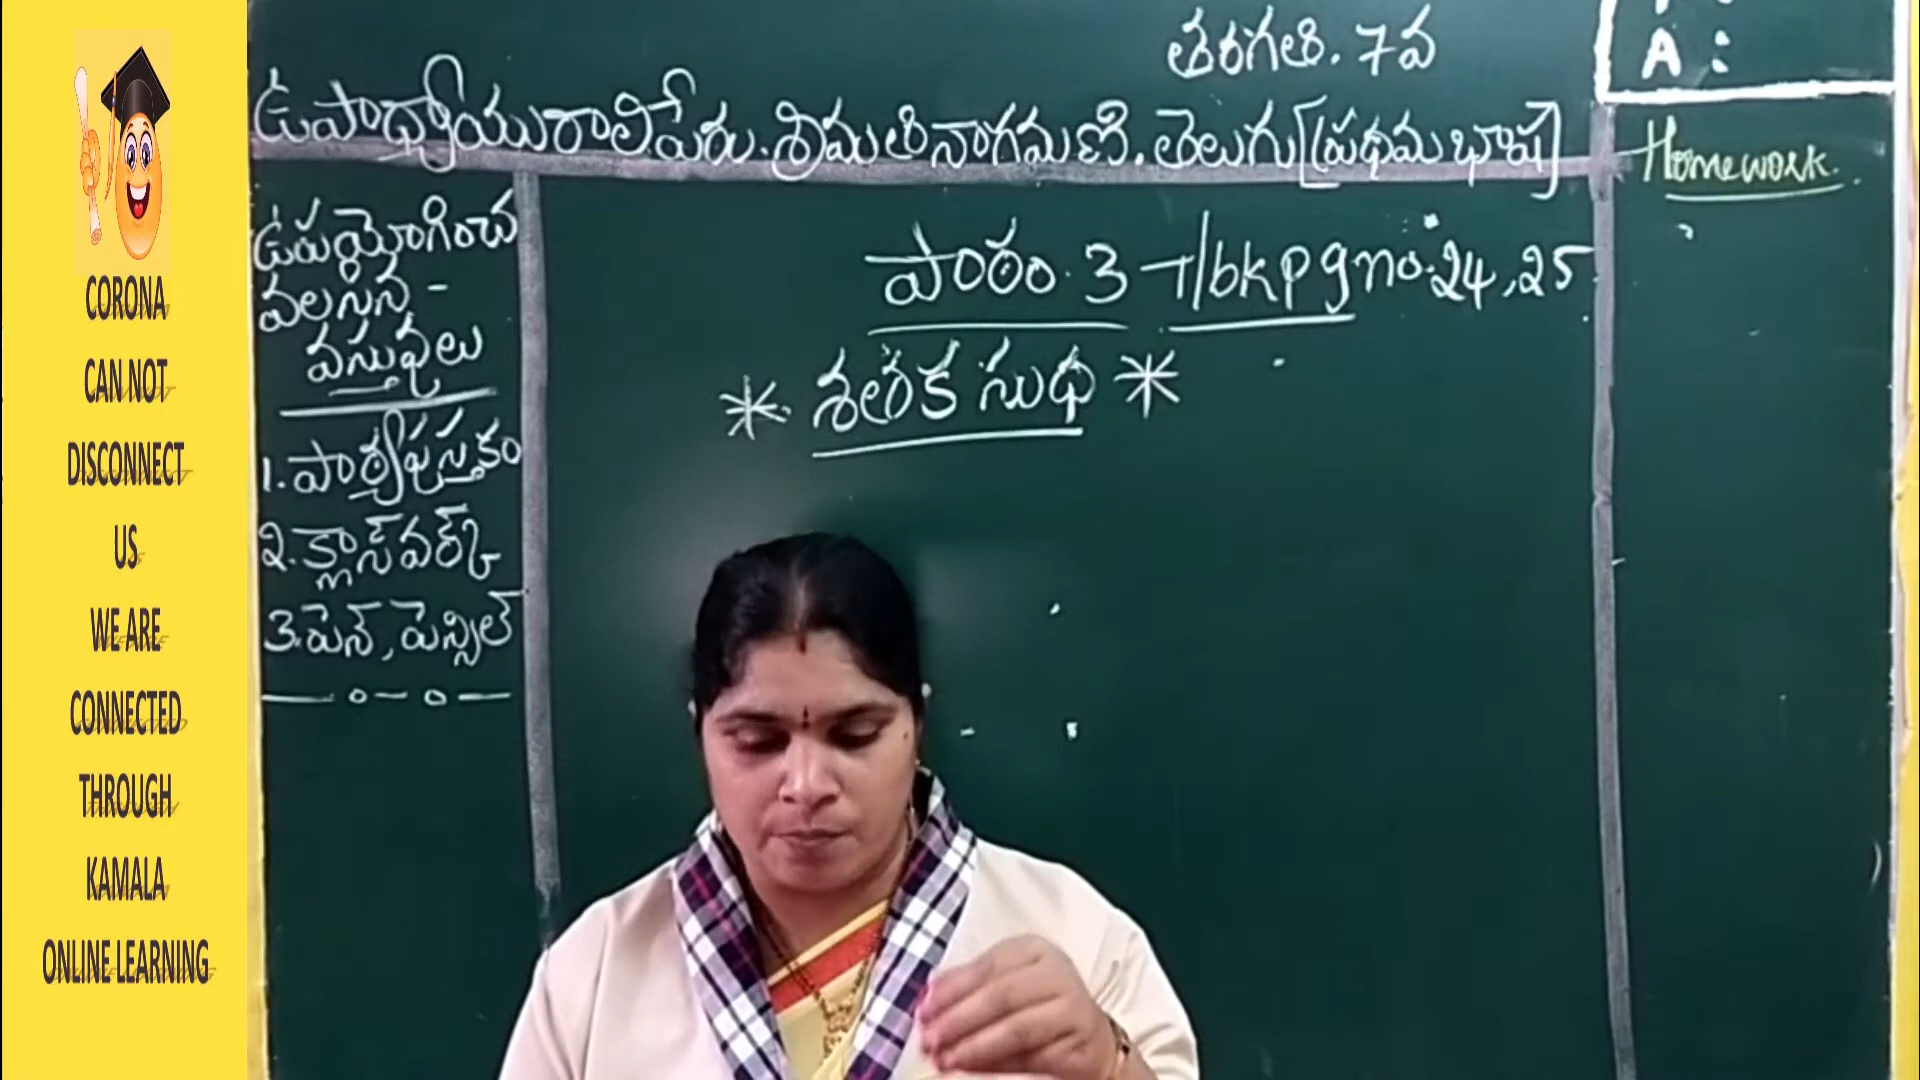 CORONA
CAN NOT
DISCONNECT
US
WE ARE
CONNECTED
THROUGH
KAMALA
ONLINE LEARNING
తరగతి. 7వ
ఉపాధ్యాయురాలి పేరు. శ్రీమతి నాగమణి. తెలుగు [ప్రథమ భాష]
ఉపయోగించ
వలసిన -
వస్తువులు
1. పాఠ్యపుస్తకం
2. క్లాస్ వర్క్
3. పెన్, పెన్సిల్
పాఠం. 3 - T/bk pg no. 24, 25
* శతక సుధ *
A :
Homework.